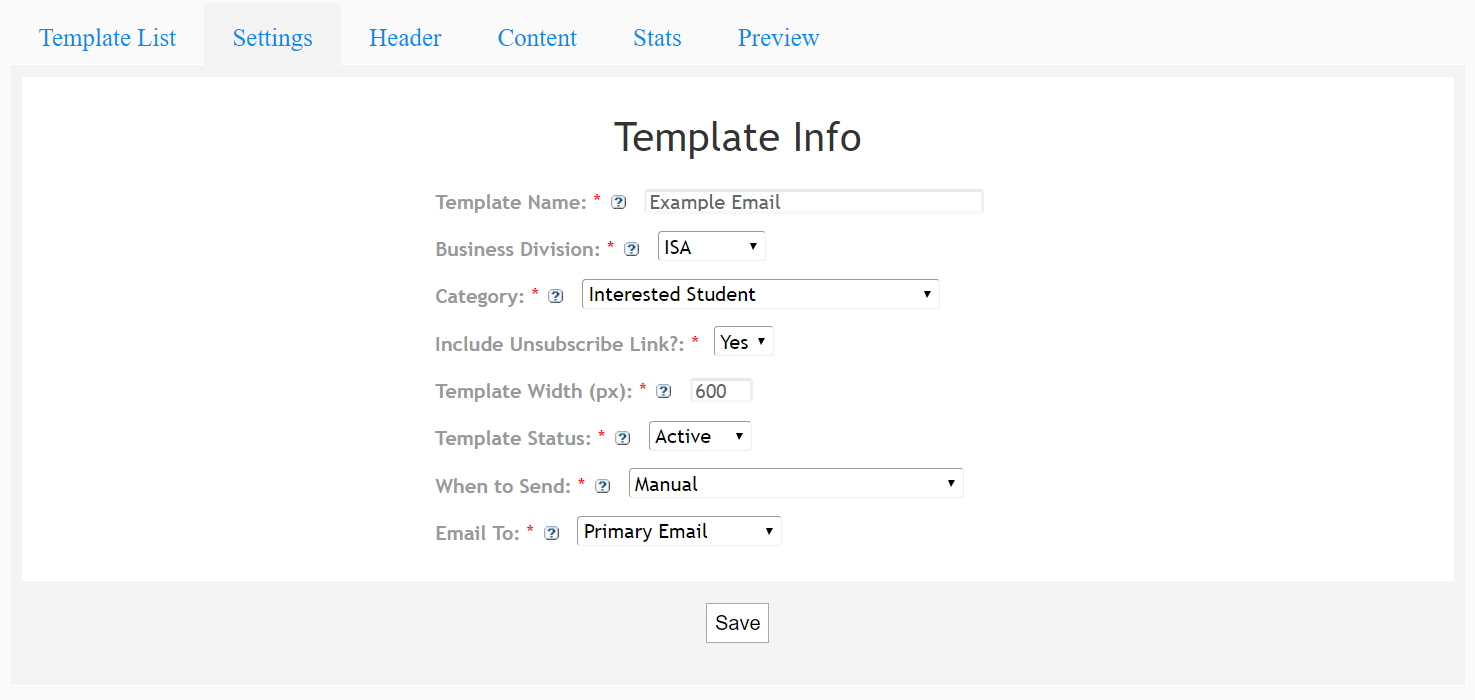 Template List Settings Header Content Stats Preview
Template Info
Template Name: * ? Example Email
Business Division: * ? ISA
Category: * ? Interested Student
Include Unsubscribe Link?: * Yes
Template Width (px): * ? 600
Template Status: * ? Active
When to Send: * ? Manual
Email To: * ? Primary Email
Save